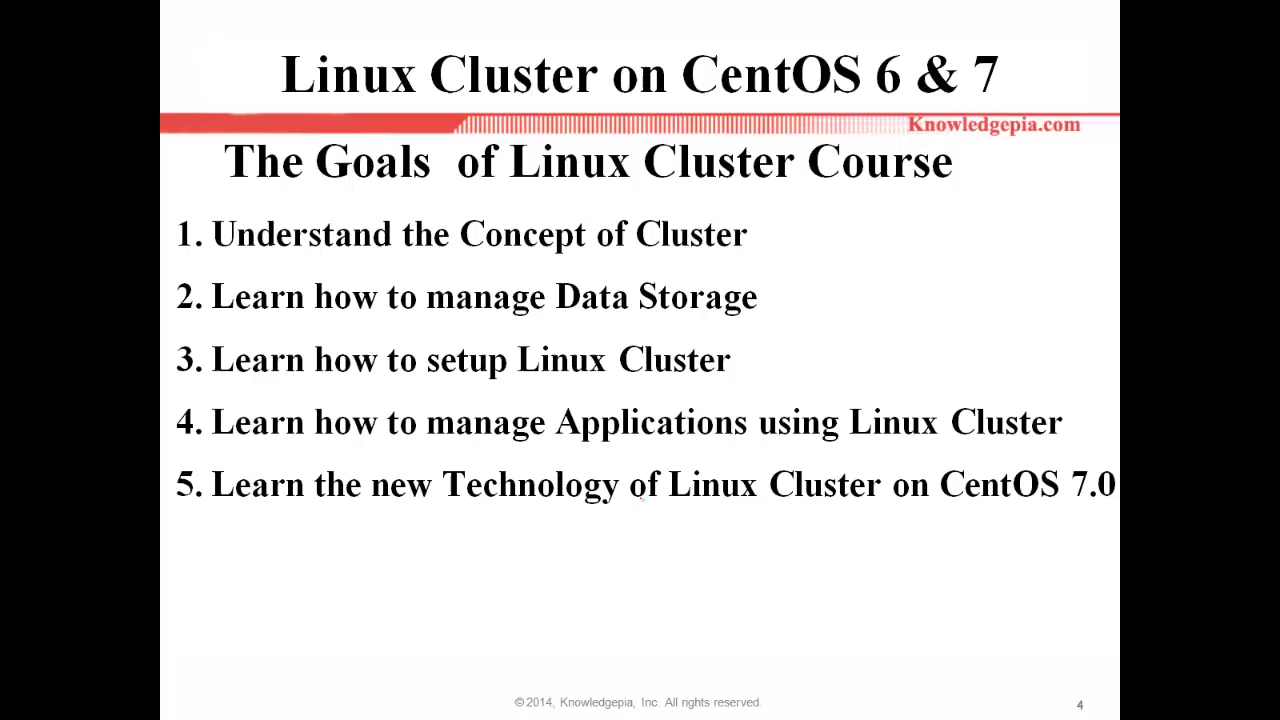 Linux Cluster on CentOS 6 & 7
Knowledgepia.com
The Goals of Linux Cluster Course
1. Understand the Concept of Cluster
2. Learn how to manage Data Storage
3. Learn how to setup Linux Cluster
4. Learn how to manage Applications using Linux Cluster
5. Learn the new Technology of Linux Cluster on CentOS 7.0
© 2014, Knowledgepia, Inc. All rights reserved.
4